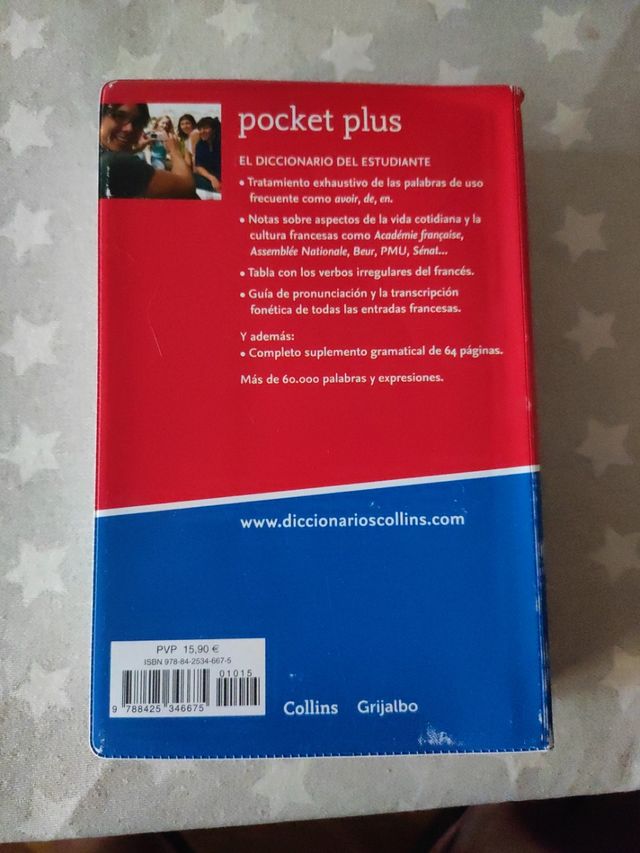 pocket plus
EL DICCIONARIO DEL ESTUDIANTE
• Tratamiento exhaustivo de las palabras de uso
frecuente como avoir, de, en.
• Notas sobre aspectos de la vida cotidiana y la
cultura francesas como Académie française,
Assemblée Nationale, Beur, PMU, Sénat...
• Tabla con los verbos irregulares del francés.
• Guía de pronunciación y la transcripción
fonética de todas las entradas francesas.
Y además:
• Completo suplemento gramatical de 64 páginas.
Más de 60.000 palabras y expresiones.
www.diccionarioscollins.com
PVP 15,90 €
ISBN 978-84-2534-667-5
01015
9 788425 346675
Collins Grijalbo